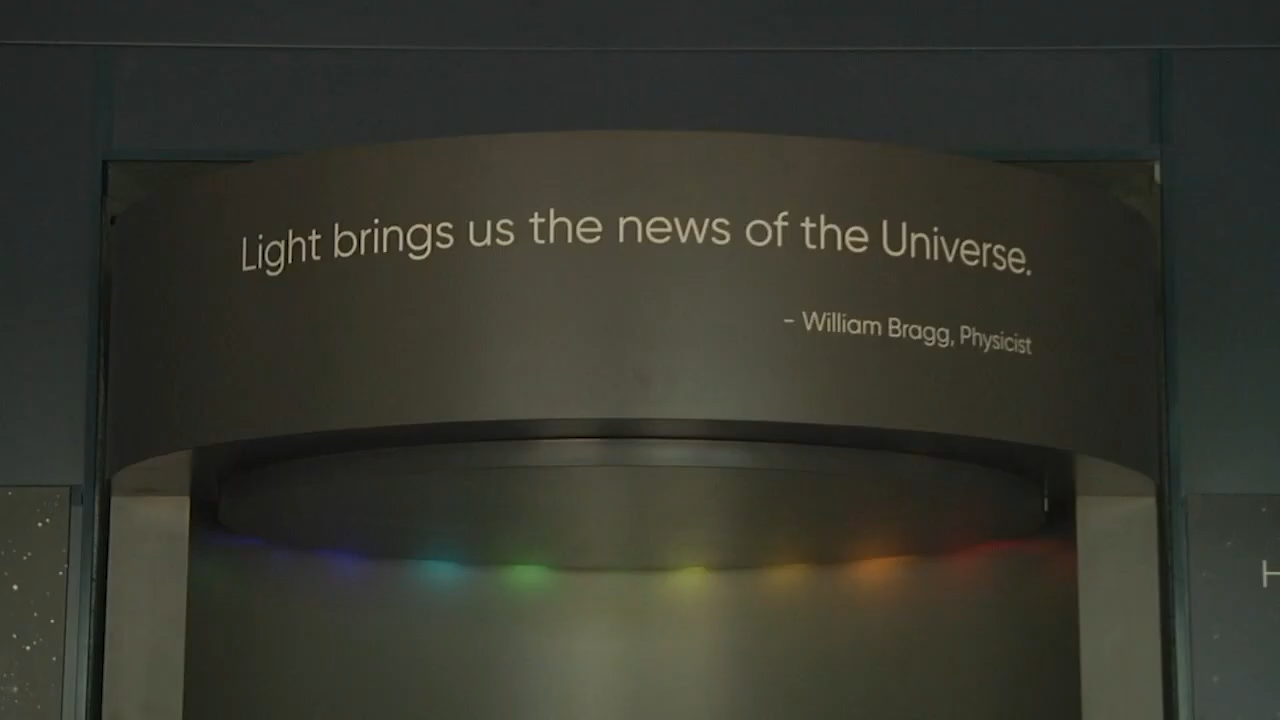 Light brings us the news of the Universe.
- William Bragg, Physicist
H